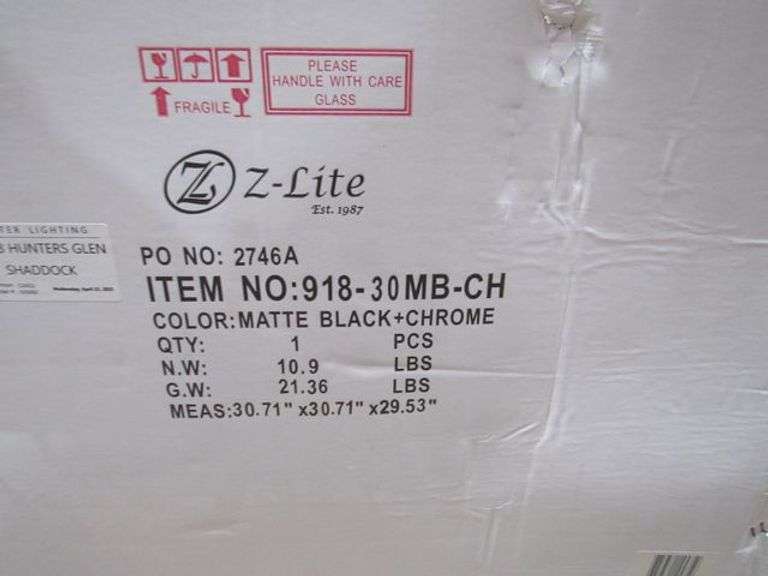 PLEASE
HANDLE WITH CARE
GLASS
FRAGILE
Z-Lite
Est. 1987
LIGHTING
HUNTERS GLEN
SHADDOCK
PO NO: 2746A
ITEM NO:918-30MB-CH
COLOR:MATTE BLACK+CHROME
QTY: 1 PCS
N.W: 10.9 LBS
G.W: 21.36 LBS
MEAS:30.71" x30.71" x29.53"